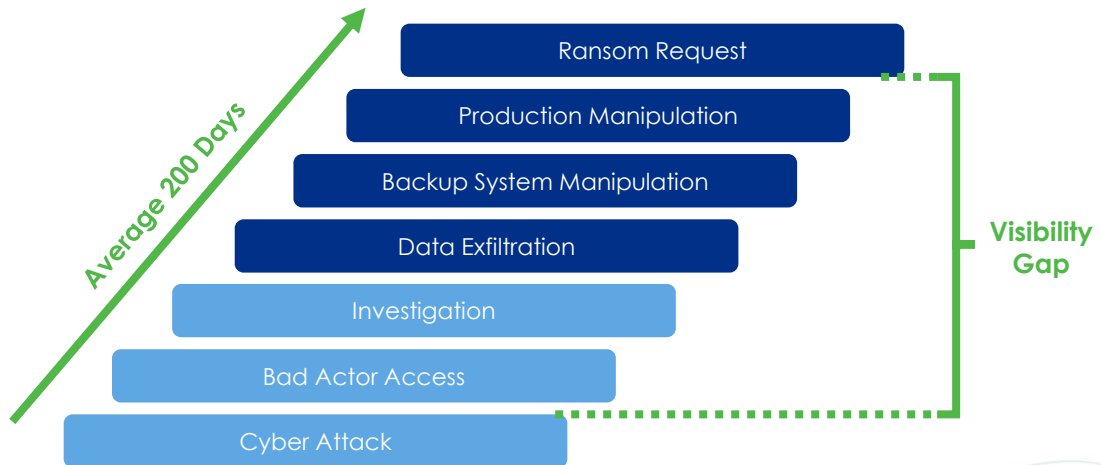 Ransom Request
Production Manipulation
Backup System Manipulation
Data Exfiltration
Investigation
Bad Actor Access
Cyber Attack
Average 200 Days
Visibility
Gap